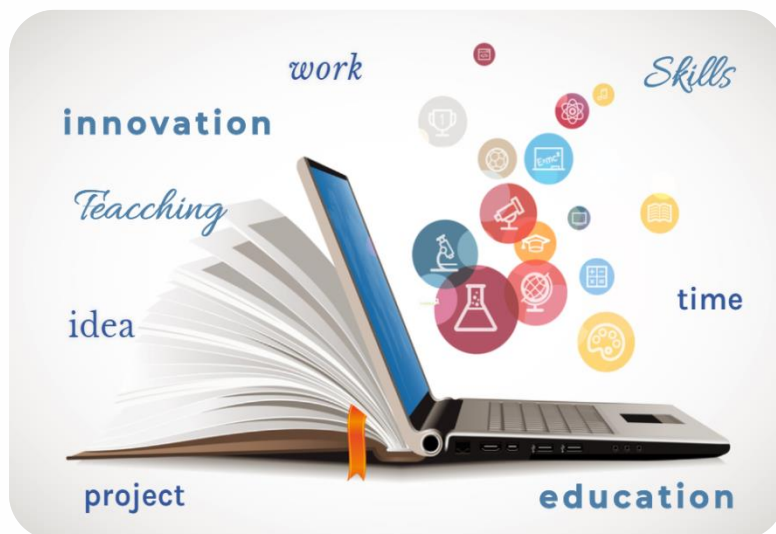 work
Skills
innovation
Teacching
idea
time
project
education